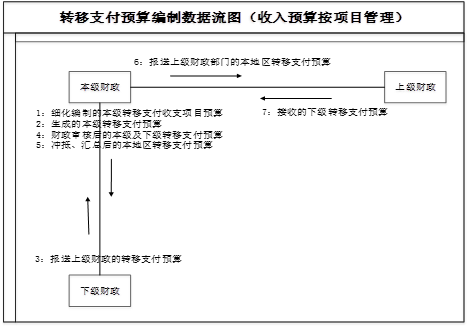 转移支付预算编制数据流图（收入预算按项目管理）
6：报送上级财政部门的本地区转移支付预算
本级财政
上级财政
1：细化编制的本级转移支付收支项目预算
7：接收的下级转移支付预算
2：生成的本级转移支付预算
4：财政审核后的本级及下级转移支付预算
5：冲抵、汇总后的本地区转移支付预算
3：报送上级财政的转移支付预算
下级财政